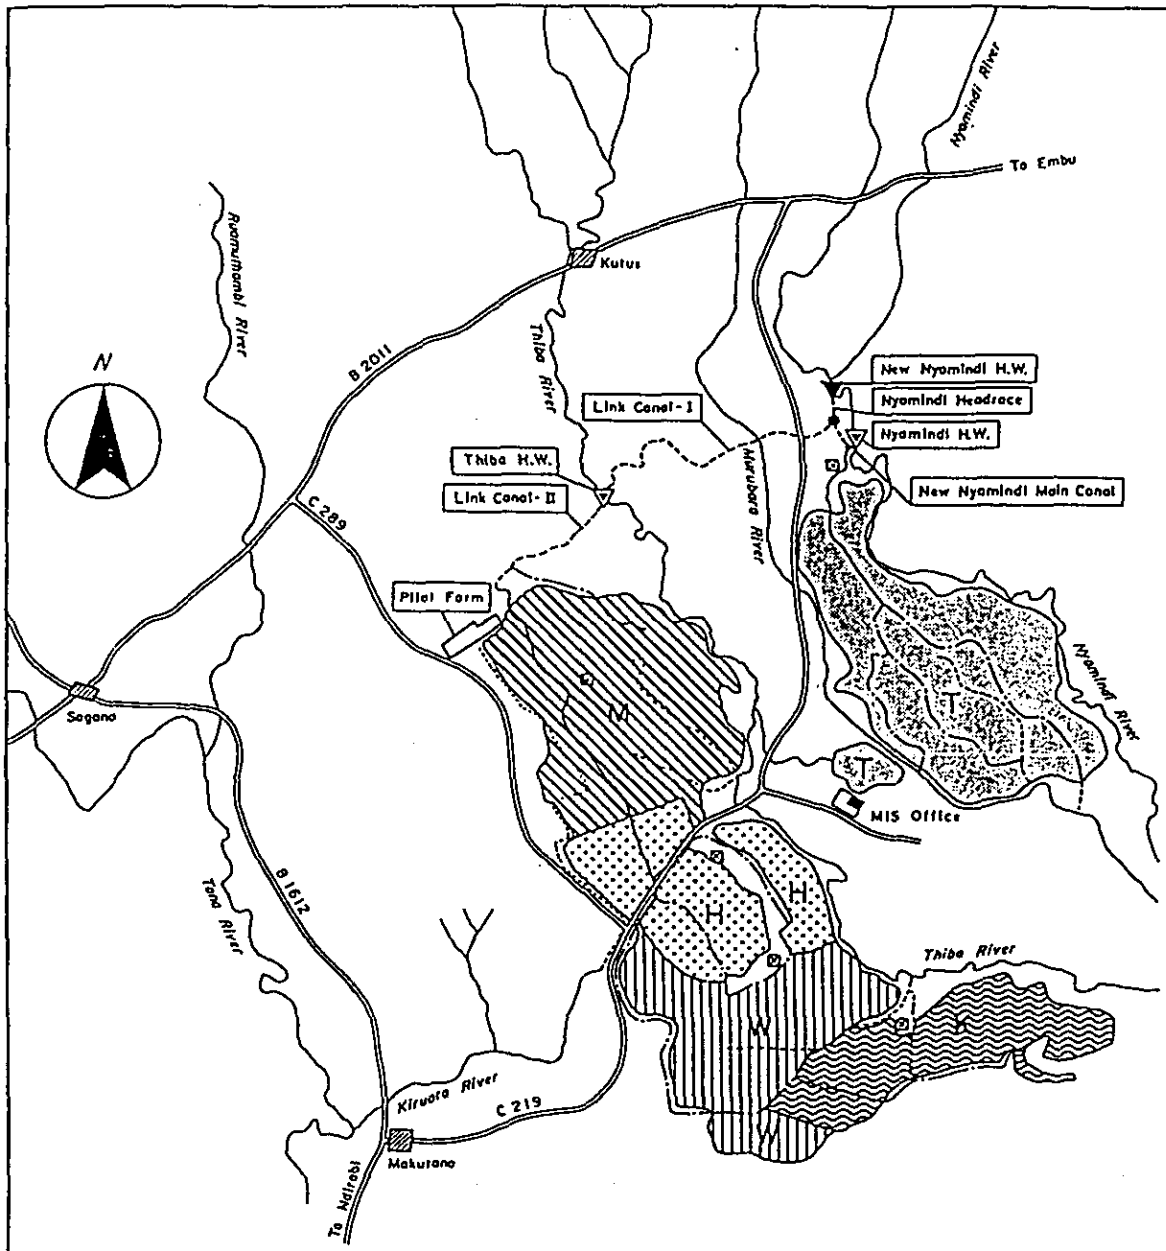 Nyamindi River
To Embu
Ruamuthambi River
Kutus
Thiba River
B 2011
N
New Nyamindi H.W.
Link Canal-I
Nyamindi Headrace
Nyamindi H.W.
Thiba H.W.
Murubara River
Link Canal-II
New Nyamindi Main Canal
C 289
Pilot Farm
Nyamindi River
Sagana
M
T
T
MIS Office
B 1612
Tana River
H
H
Thiba River
W
K
Kiruara River
C 219
W
Makutano
To Nairobi